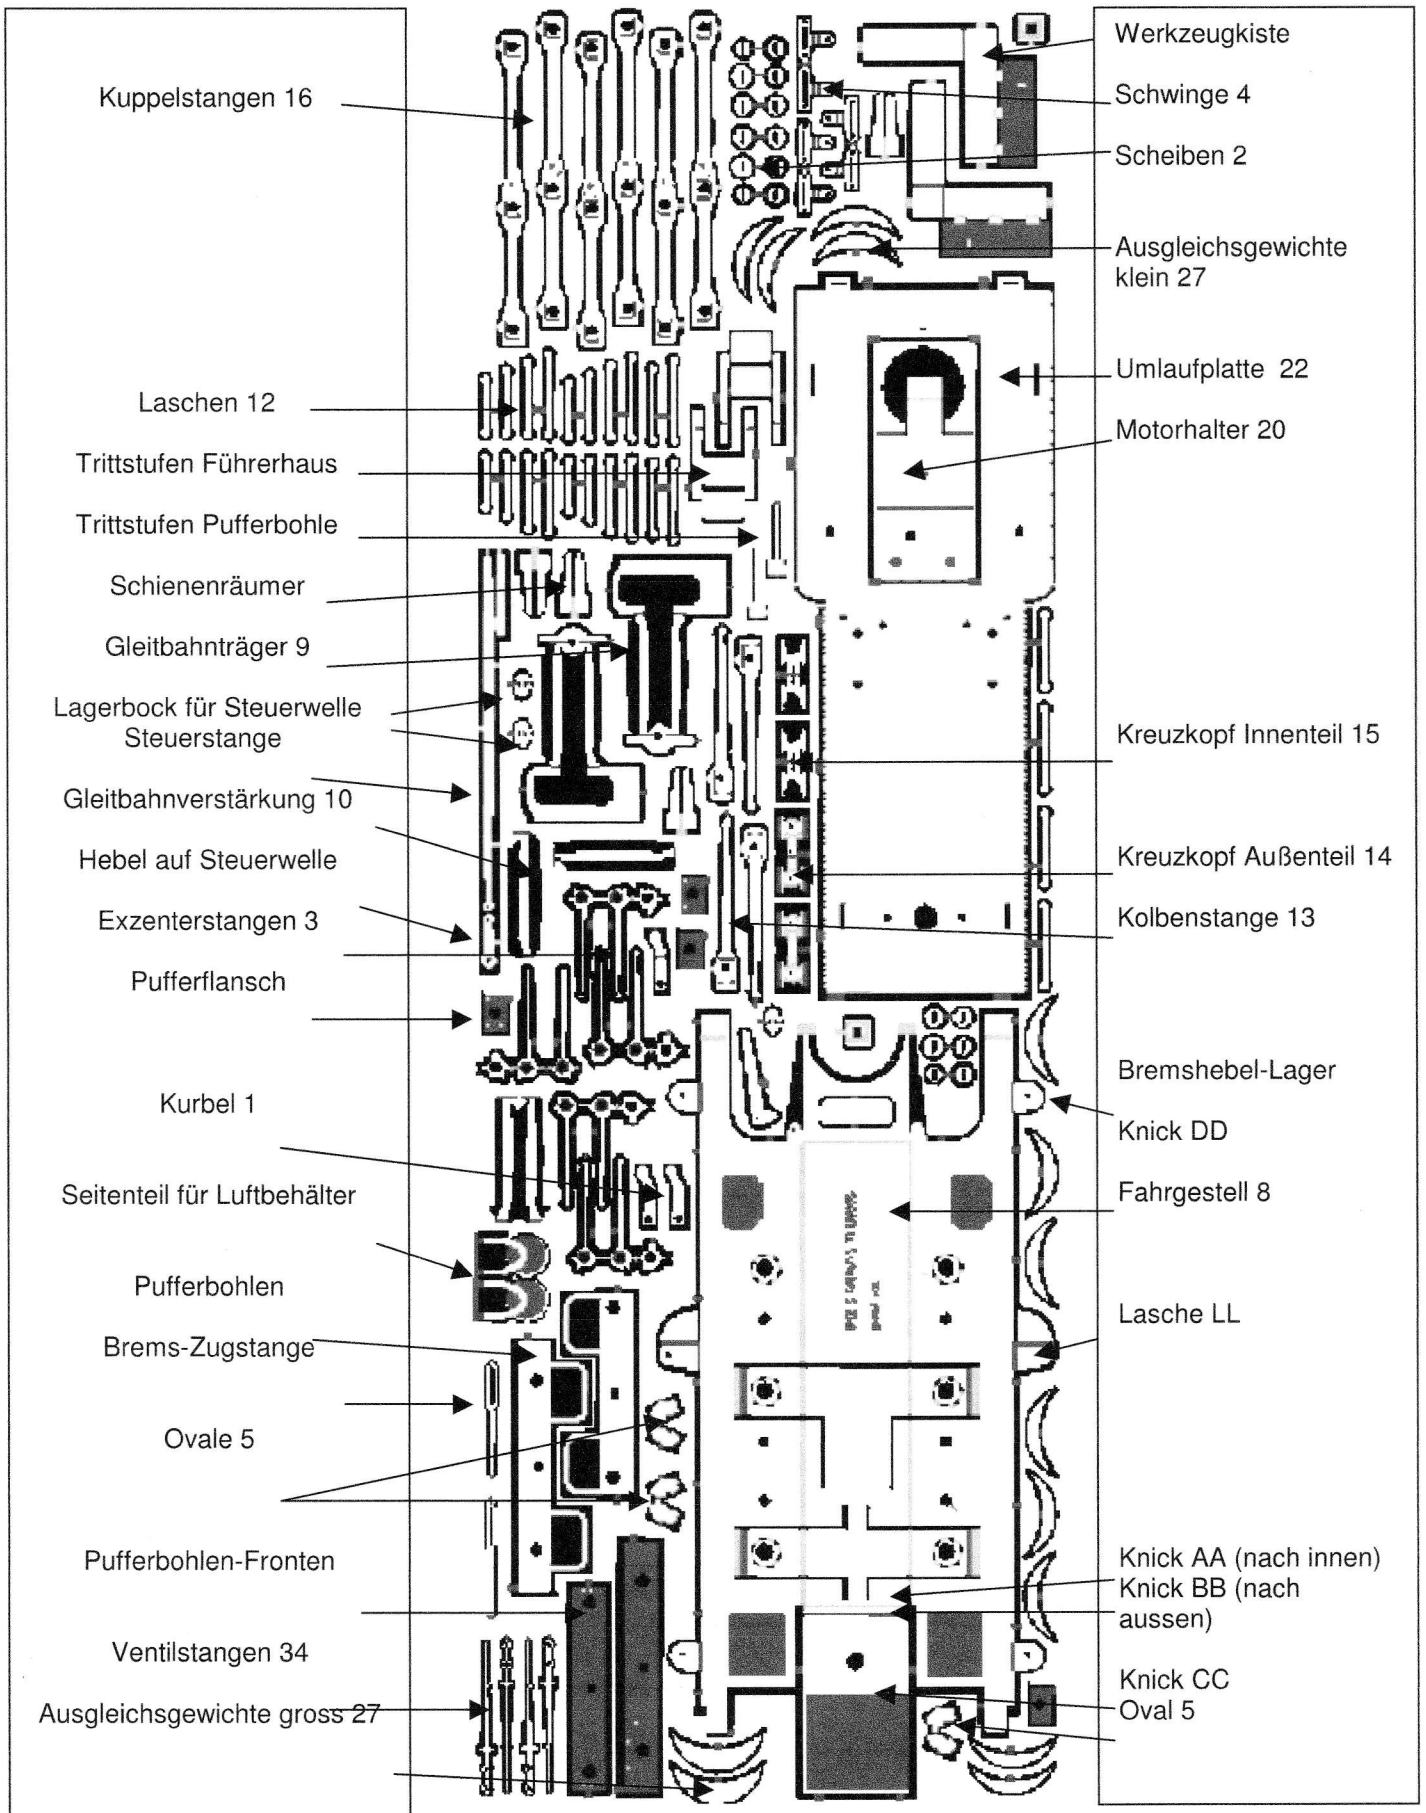 Kuppelstangen 16
Laschen 12
Trittstufen Führerhaus
Trittstufen Pufferbohle
Schienenräumer
Gleitbahnträger 9
Lagerbock für Steuerwelle
Steuerstange
Gleitbahnverstärkung 10
Hebel auf Steuerwelle
Exzenterstangen 3
Pufferflansch
Kurbel 1
Seitenteil für Luftbehälter
Pufferbohlen
Brems-Zugstange
Ovale 5
Pufferbohlen-Fronten
Ventilstangen 34
Ausgleichsgewichte gross 27
Werkzeugkiste
Schwinge 4
Scheiben 2
Ausgleichsgewichte
klein 27
Umlaufplatte 22
Motorhalter 20
Kreuzkopf Innenteil 15
Kreuzkopf Außenteil 14
Kolbenstange 13
Bremshebel-Lager
Knick DD
Fahrgestell 8
Lasche LL
Knick AA (nach innen)
Knick BB (nach
aussen)
Knick CC
Oval 5